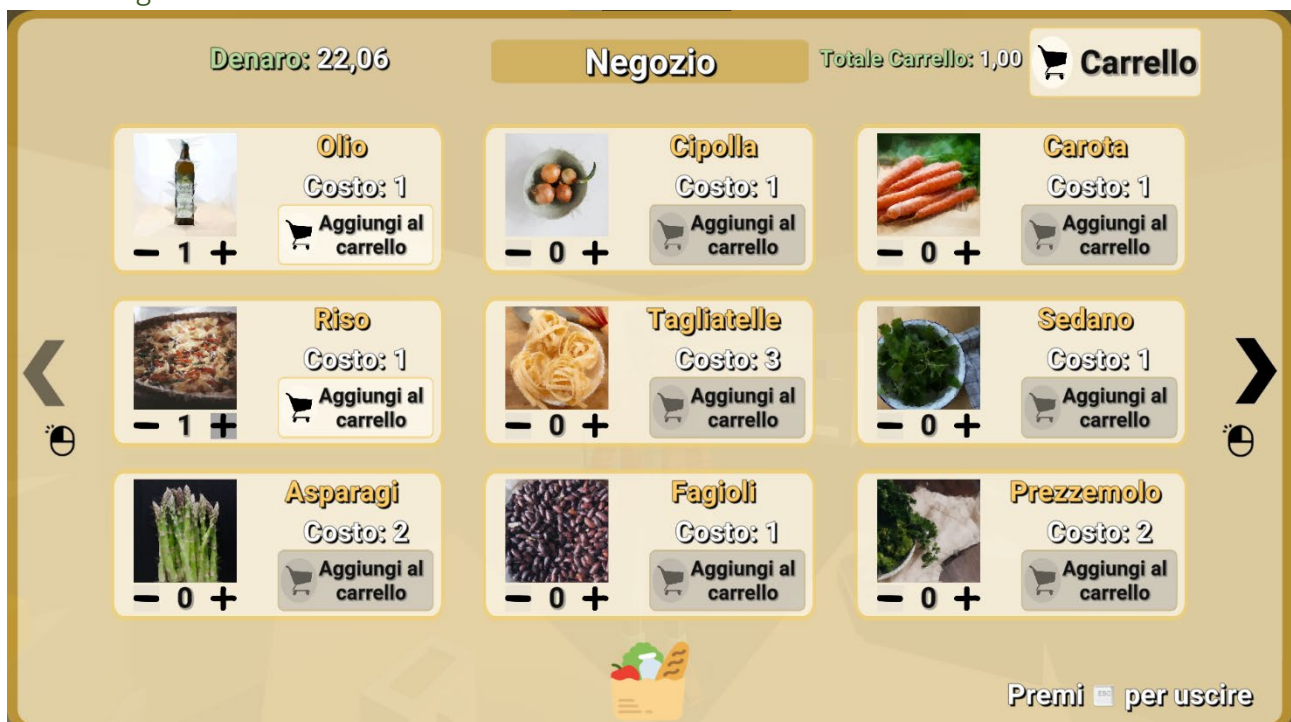 Denaro: 22,06
Negozio
Totale Carrello: 1,00
Carrello
Olio
Costo: 1
Aggiungi al
carrello
- 1 +
Cipolla
Costo: 1
Aggiungi al
carrello
- 0 +
Carota
Costo: 1
Aggiungi al
carrello
- 0 +
Riso
Costo: 1
Aggiungi al
carrello
- 1 +
Tagliatelle
Costo: 3
Aggiungi al
carrello
- 0 +
Sedano
Costo: 1
Aggiungi al
carrello
- 0 +
Asparagi
Costo: 2
Aggiungi al
carrello
- 0 +
Fagioli
Costo: 1
Aggiungi al
carrello
- 0 +
Prezzemolo
Costo: 2
Aggiungi al
carrello
- 0 +
Premi ESC per uscire